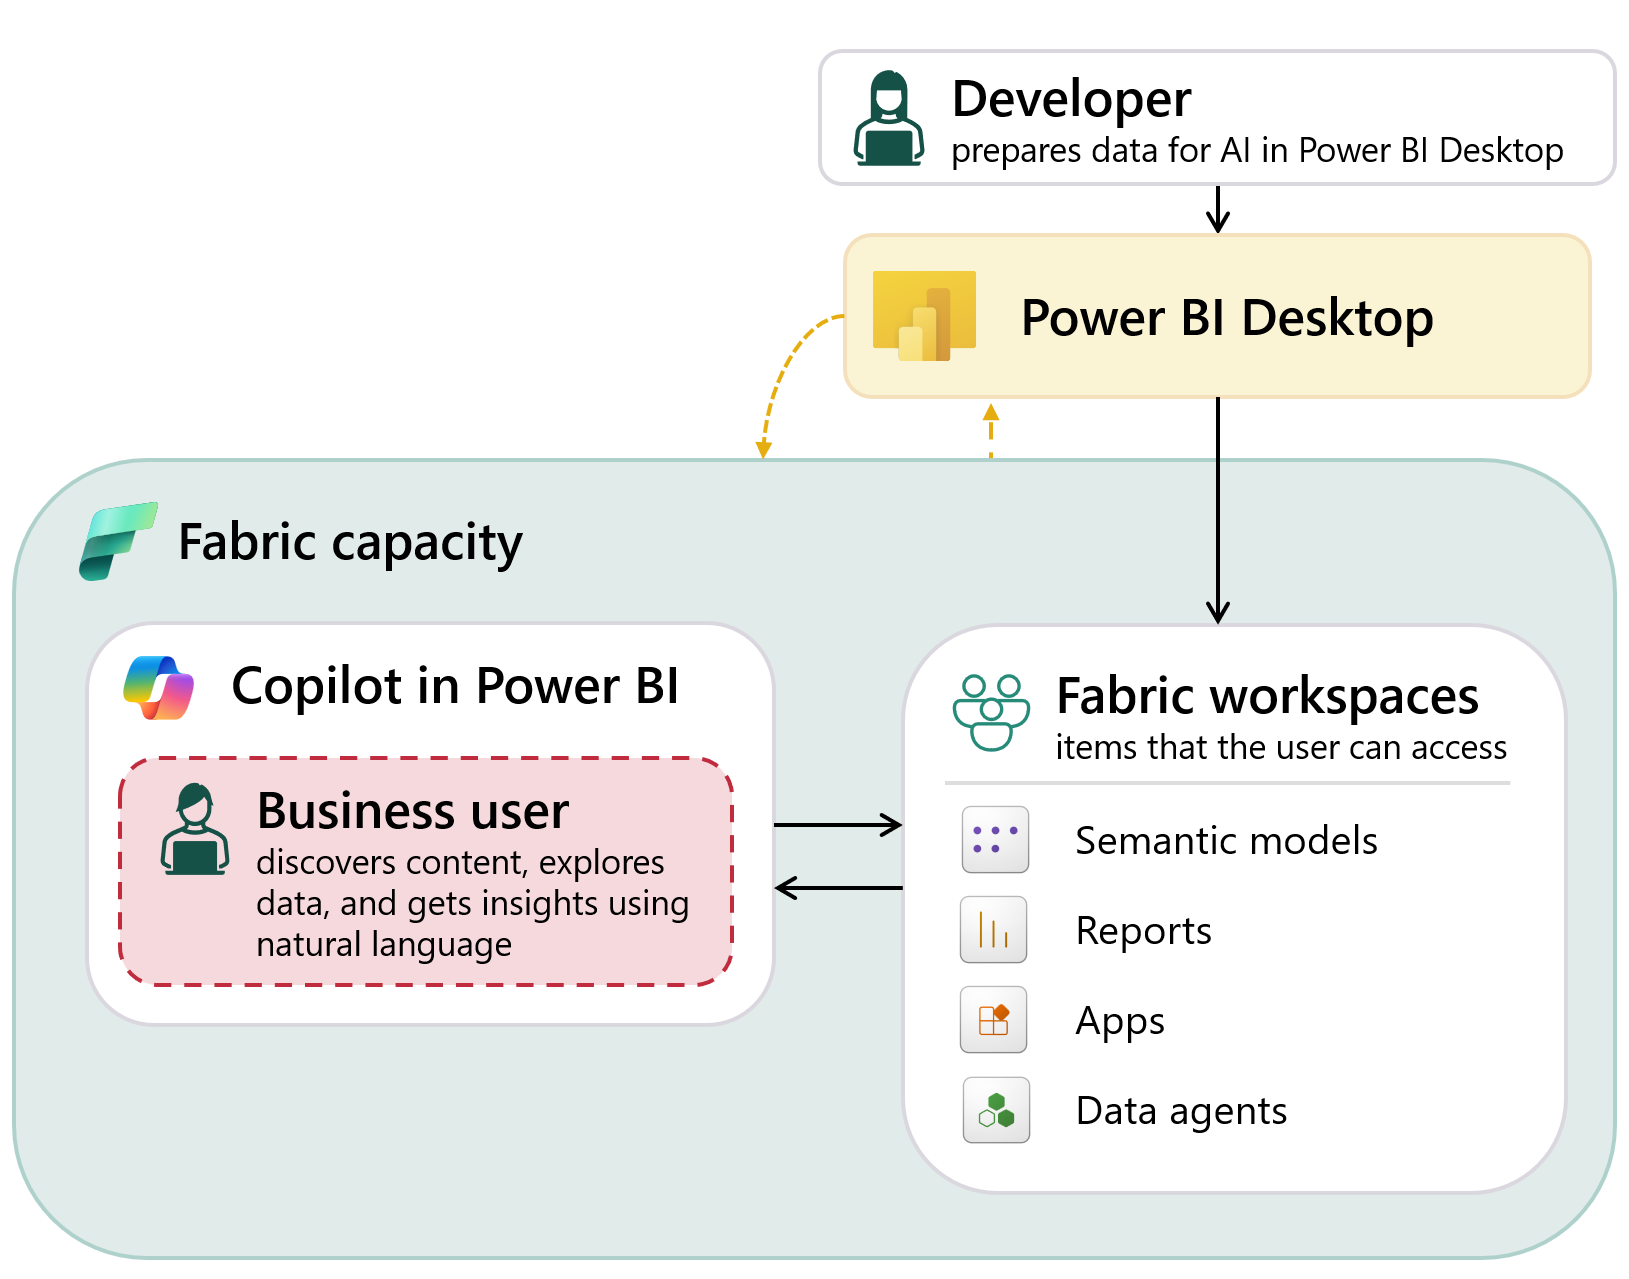 Developer
prepares data for AI in Power BI Desktop
Power BI Desktop
Fabric capacity
Copilot in Power BI
Business user
discovers content, explores
data, and gets insights using
natural language
Fabric workspaces
items that the user can access
Semantic models
Reports
Apps
Data agents